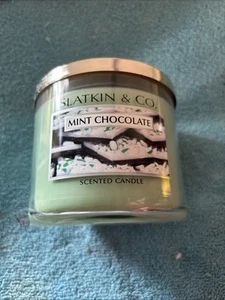 SLATKIN & CO.
MINT CHOCOLATE
SCENTED CANDLE